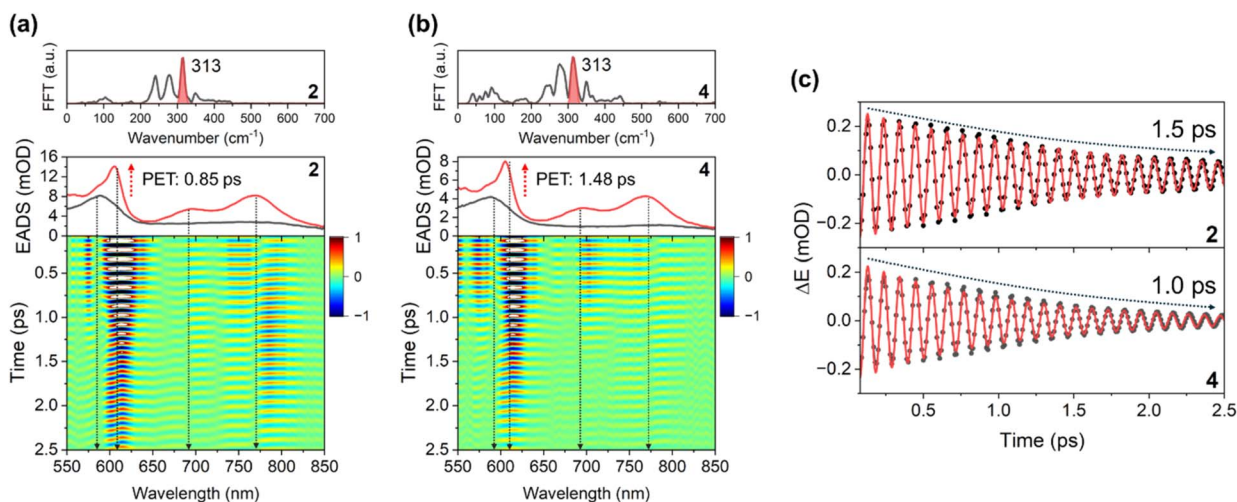 (a)
FFT (a.u.)
313
2
0 100 200 300 400 500 600 700
Wavenumber (cm⁻¹)
EADS (mOD)
16
12
8
4
0
2
PET: 0.85 ps
Time (ps)
0.5
1.0
1.5
2.0
2.5
1
0
−1
550 600 650 700 750 800 850
Wavelength (nm)
(b)
FFT (a.u.)
313
4
0 100 200 300 400 500 600 700
Wavenumber (cm⁻¹)
EADS (mOD)
8
6
4
2
0
4
PET: 1.48 ps
Time (ps)
0.5
1.0
1.5
2.0
2.5
1
0
−1
550 600 650 700 750 800 850
Wavelength (nm)
(c)
ΔE (mOD)
0.2
0.0
−0.2
1.5 ps
2
0.2
0.0
−0.2
1.0 ps
4
0.5 1.0 1.5 2.0 2.5
Time (ps)